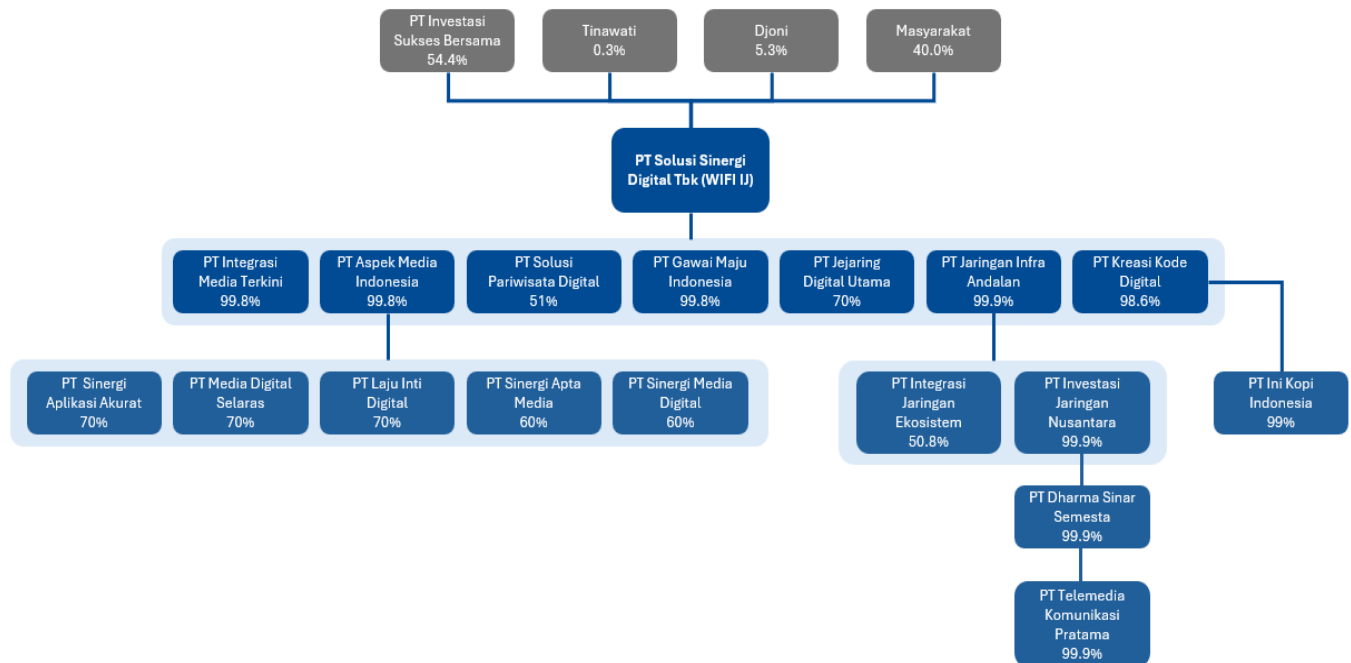 PT Investasi
Sukses Bersama
54.4%
Tinawati
0.3%
Djoni
5.3%
Masyarakat
40.0%
PT Solusi Sinergi
Digital Tbk (WIFI IJ)
PT Integrasi
Media Terkini
99.8%
PT Aspek Media
Indonesia
99.8%
PT Solusi
Pariwisata Digital
51%
PT Gawai Maju
Indonesia
99.8%
PT Jejaring
Digital Utama
70%
PT Jaringan Infra
Andalan
99.9%
PT Kreasi Kode
Digital
98.6%
PT Sinergi
Aplikasi Akurat
70%
PT Media Digital
Selaras
70%
PT Laju Inti
Digital
70%
PT Sinergi Apta
Media
60%
PT Sinergi Media
Digital
60%
PT Integrasi
Jaringan
Ekosistem
50.8%
PT Investasi
Jaringan
Nusantara
99.9%
PT Ini Kopi
Indonesia
99%
PT Dharma Sinar
Semesta
99.9%
PT Telemedia
Komunikasi
Pratama
99.9%